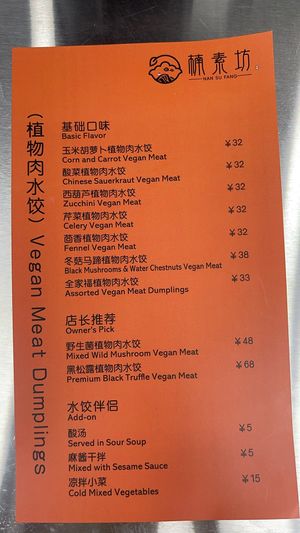 楠素坊
NAN SU FANG
(植物肉水饺) Vegan Meat Dumplings
基础口味
Basic Flavor
玉米胡萝卜植物肉水饺 ¥32
Corn and Carrot Vegan Meat
酸菜植物肉水饺 ¥32
Chinese Sauerkraut Vegan Meat
西葫芦植物肉水饺 ¥32
Zucchini Vegan Meat
芹菜植物肉水饺 ¥32
Celery Vegan Meat
茴香植物肉水饺 ¥32
Fennel Vegan Meat
冬菇马蹄植物肉水饺 ¥38
Black Mushrooms & Water Chestnuts Vegan Meat
全家福植物肉水饺 ¥33
Assorted Vegan Meat Dumplings
店长推荐
Owner's Pick
野生菌植物肉水饺 ¥48
Mixed Wild Mushroom Vegan Meat
黑松露植物肉水饺 ¥68
Premium Black Truffle Vegan Meat
水饺伴侣
Add-on
酸汤 ¥5
Served in Sour Soup
麻酱干拌 ¥5
Mixed with Sesame Sauce
凉拌小菜 ¥15
Cold Mixed Vegetables